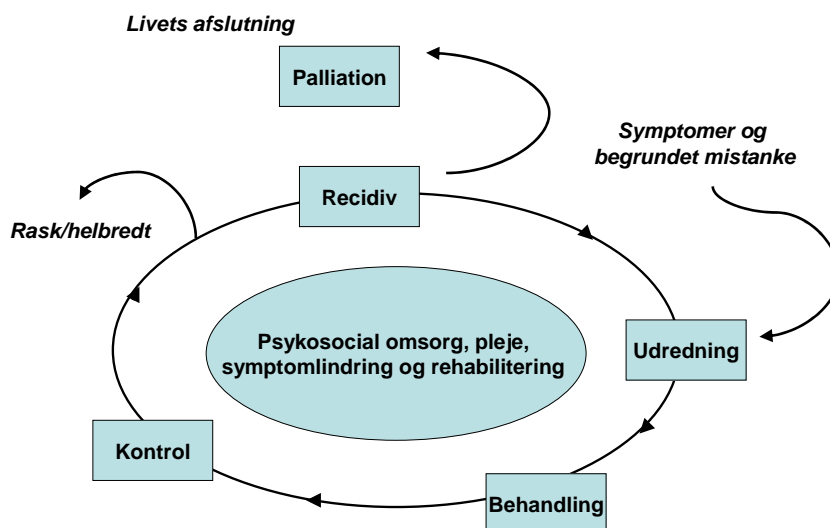 Livets afslutning
Palliation
Symptomer og
begrundet mistanke
Recidiv
Rask/helbredt
Psykosocial omsorg, pleje,
symptomlindring og rehabilitering
Udredning
Kontrol
Behandling